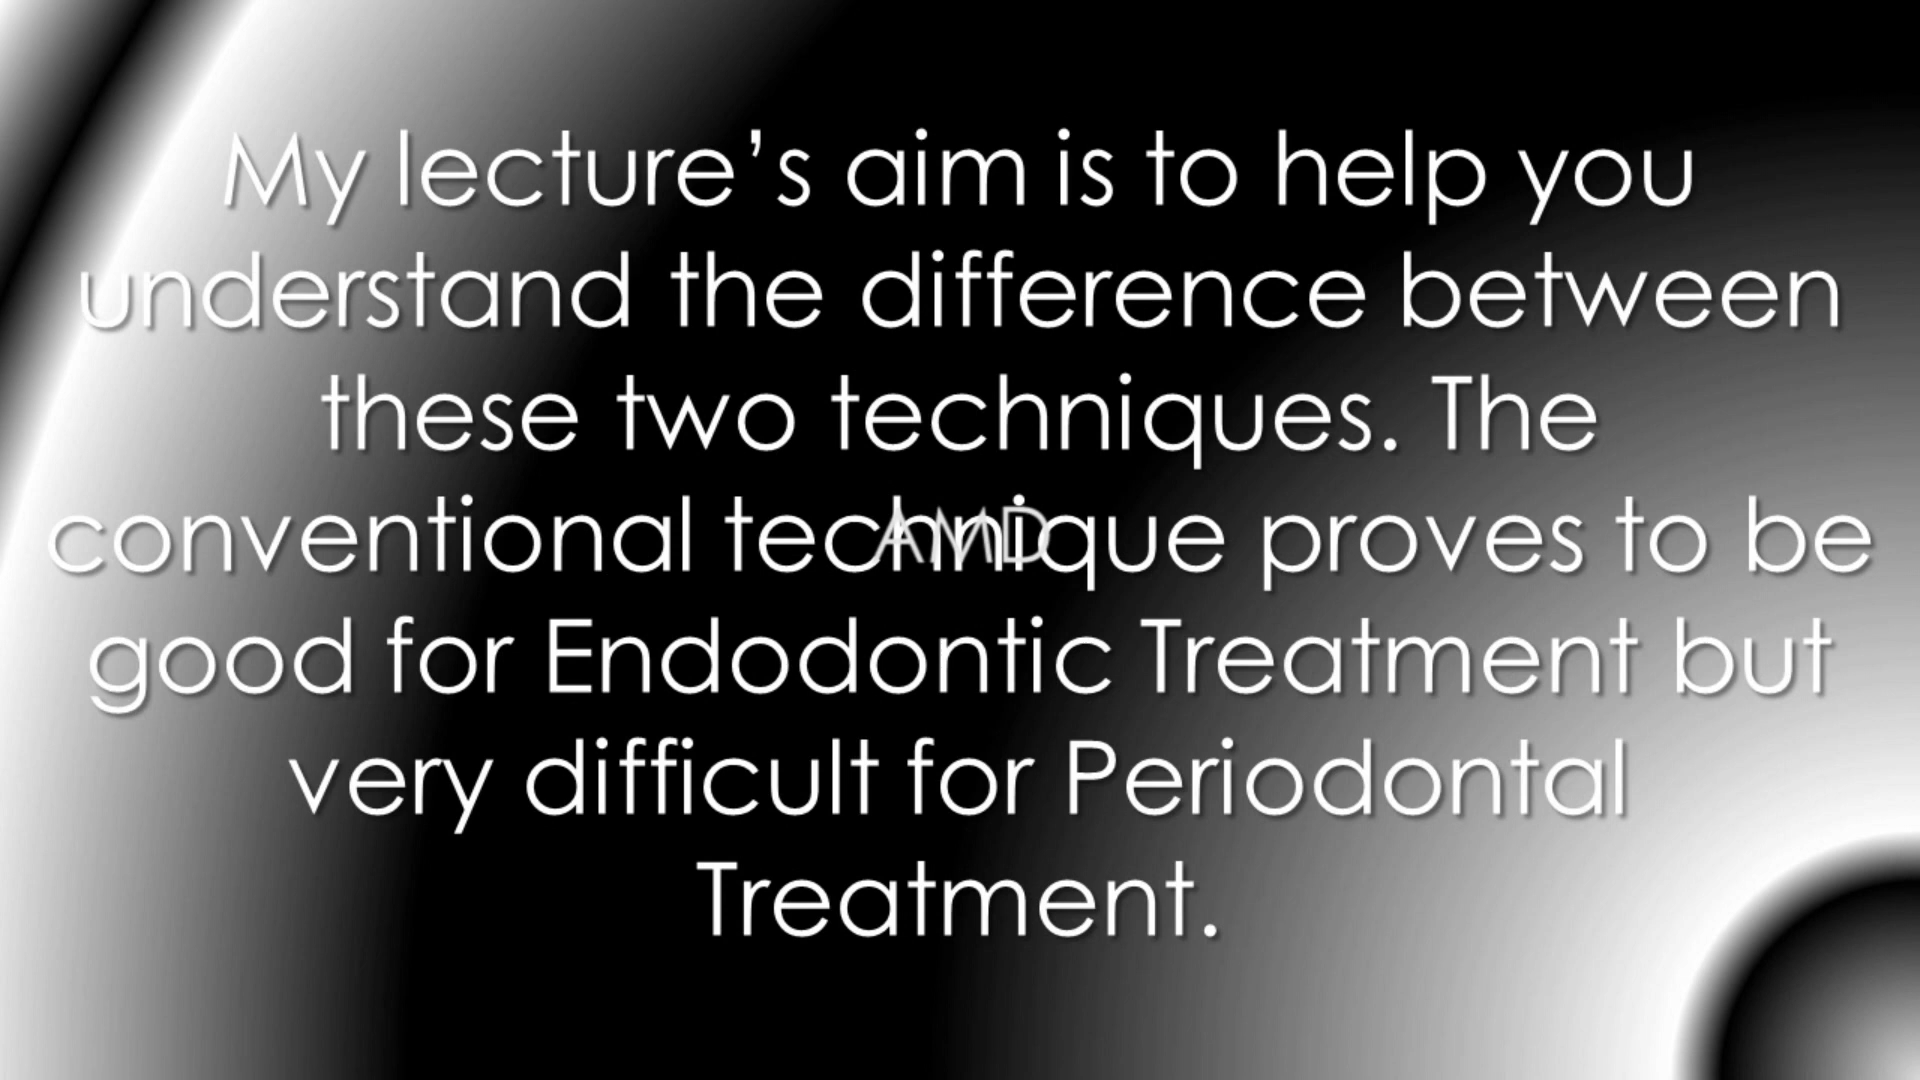 My lecture’s aim is to help you
understand the difference between
these two techniques. The
conventional technique proves to be
good for Endodontic Treatment but
very difficult for Periodontal
Treatment.
AMD